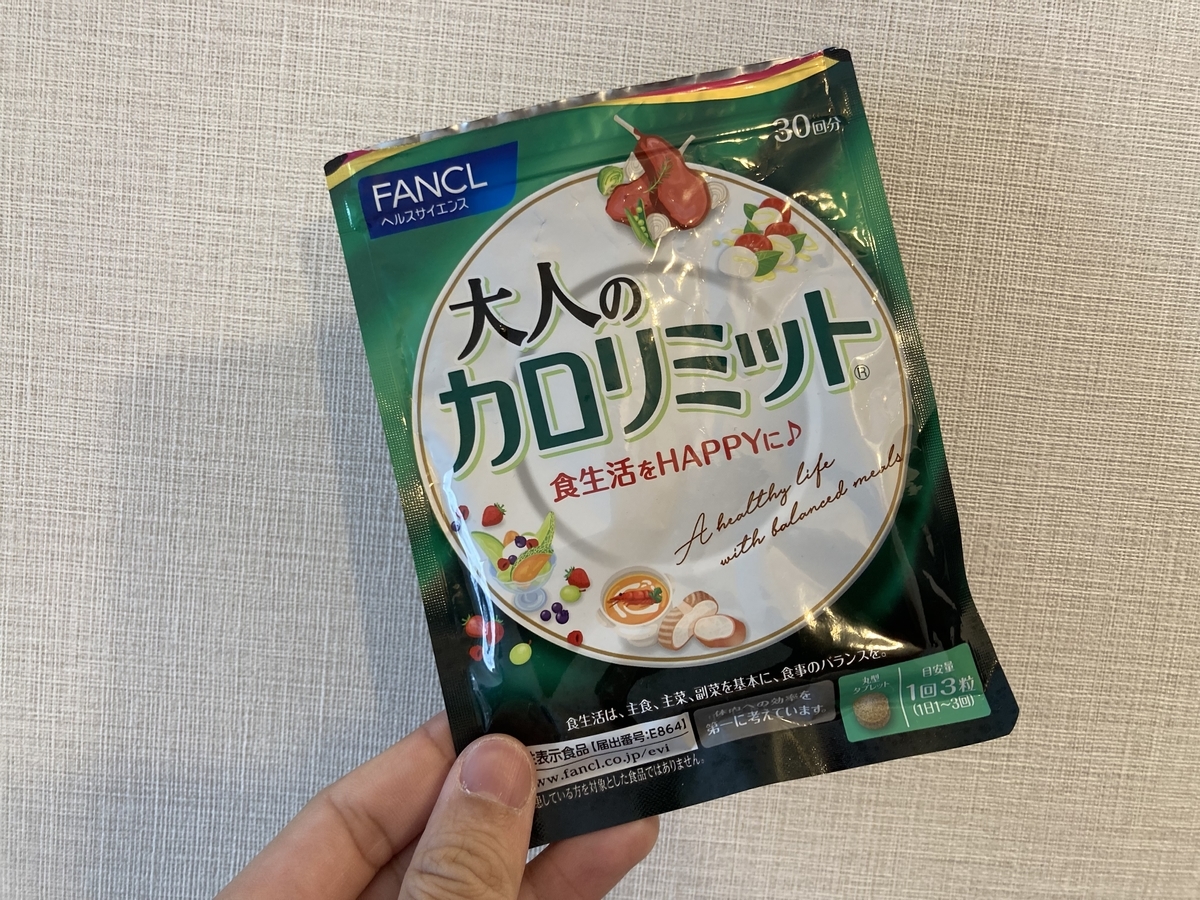 30回分
FANCL
ヘルスサイエンス
大人の
カロリミット®
食生活をHAPPYに♪
A healthy life
with balanced meals
食生活は、主食、主菜、副菜を基本に、食事のバランスを。
表示食品【届出番号:E864】
www.fancl.co.jp/evi
している方を対象とした食品ではありません。
体内への効率を
第一に考えています。
丸型
タブレット
目安量
1回3粒
(1日1~3回)